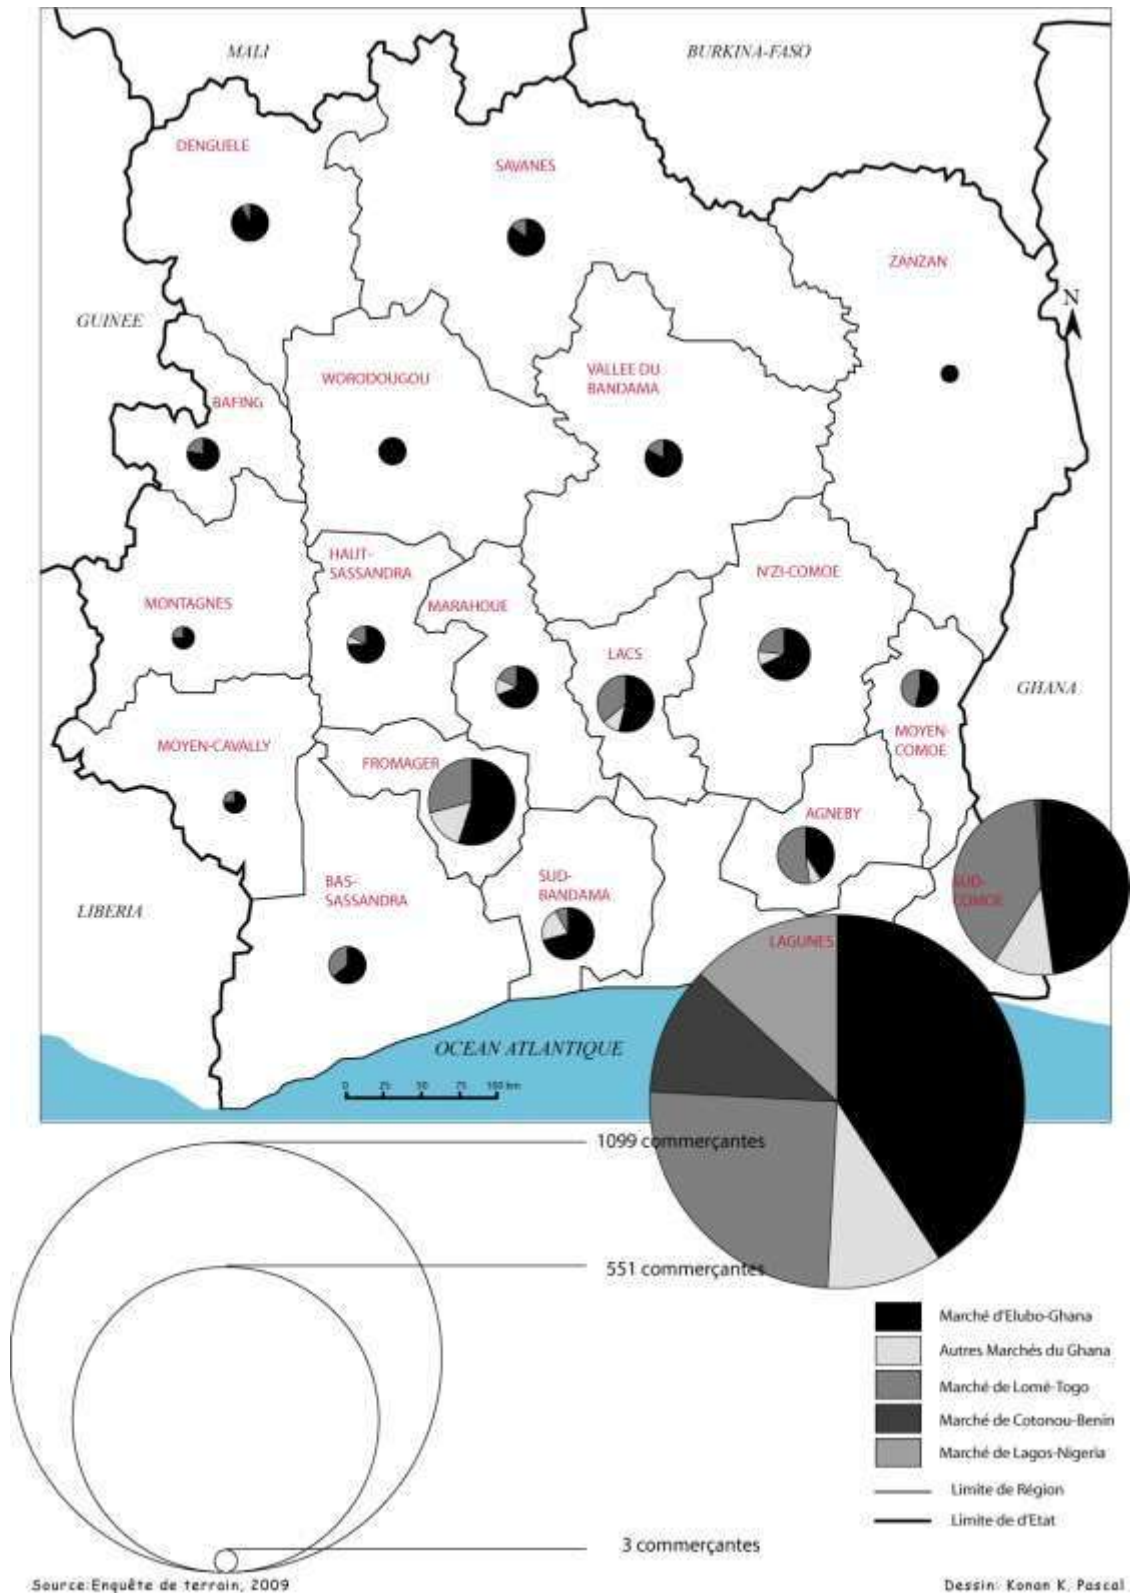 MALI
BURKINA-FASO
DENGUELE
SAVANES
ZANZAN
N
GUINEE
WORODOUGOU
VALLEE DU
BANDAMA
BAFING
HAUT-
SASSANDRA
N'ZI-COMOE
MONTAGNES
MARAHOUE
LACS
GHANA
MOYEN-
COMOE
MOYEN-CAVALLY
FROMAGER
AGNEBY
BAS-
SASSANDRA
SUD-
BANDAMA
SUD-
COMOE
LIBERIA
LAGUNES
OCEAN ATLANTIQUE
0 25 50 75 100 km
1099 commerçantes
551 commerçantes
Marché d'Elubo-Ghana
Autres Marchés du Ghana
Marché de Lomé-Togo
Marché de Cotonou-Benin
Marché de Lagos-Nigeria
Limite de Région
Limite de d'Etat
3 commerçantes
Source:Enquête de terrain, 2009
Dessin: Konan K. Pascal